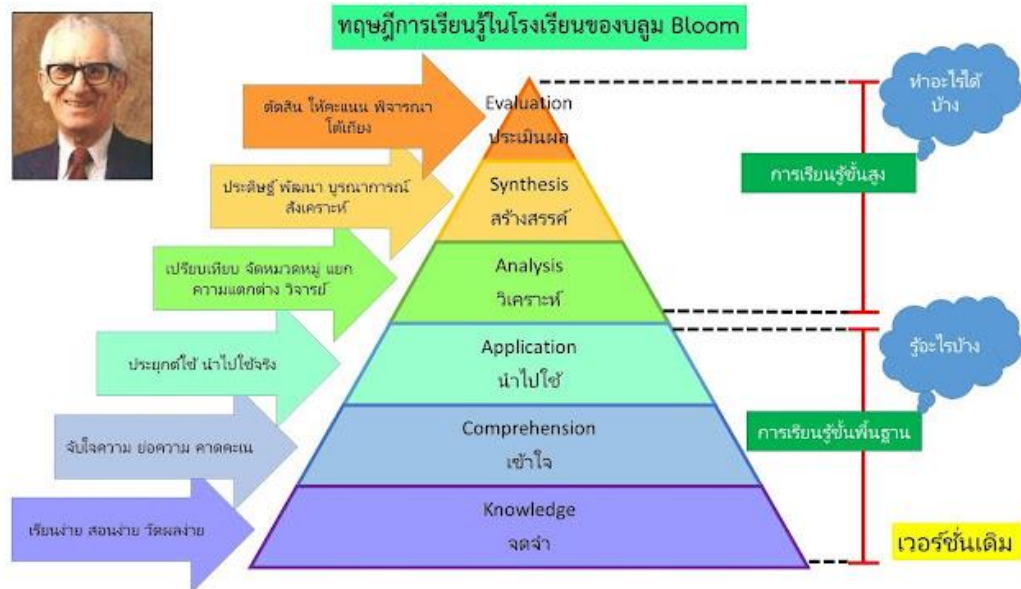 ทฤษฎีการเรียนรู้ในโรงเรียนของบลูม Bloom
ตัดสิน ให้คะแนน พิจารณา
โต้เถียง
Evaluation
ประเมินผล
ทำอะไรได้
บ้าง
ประดิษฐ์ พัฒนา บูรณาการณ์
สังเคราะห์
Synthesis
สร้างสรรค์
การเรียนรู้ขั้นสูง
เปรียบเทียบ จัดหมวดหมู่ แยก
ความแตกต่าง วิจารย์
Analysis
วิเคราะห์
ประยุกต์ใช้ นำไปใช้จริง
Application
นำไปใช้
รู้อะไรบ้าง
จับใจความ ย่อความ คาดคะเน
Comprehension
เข้าใจ
การเรียนรู้ขั้นพื้นฐาน
เรียนง่าย สอนง่าย วัดผลง่าย
Knowledge
จดจำ
เวอร์ชั่นเดิม